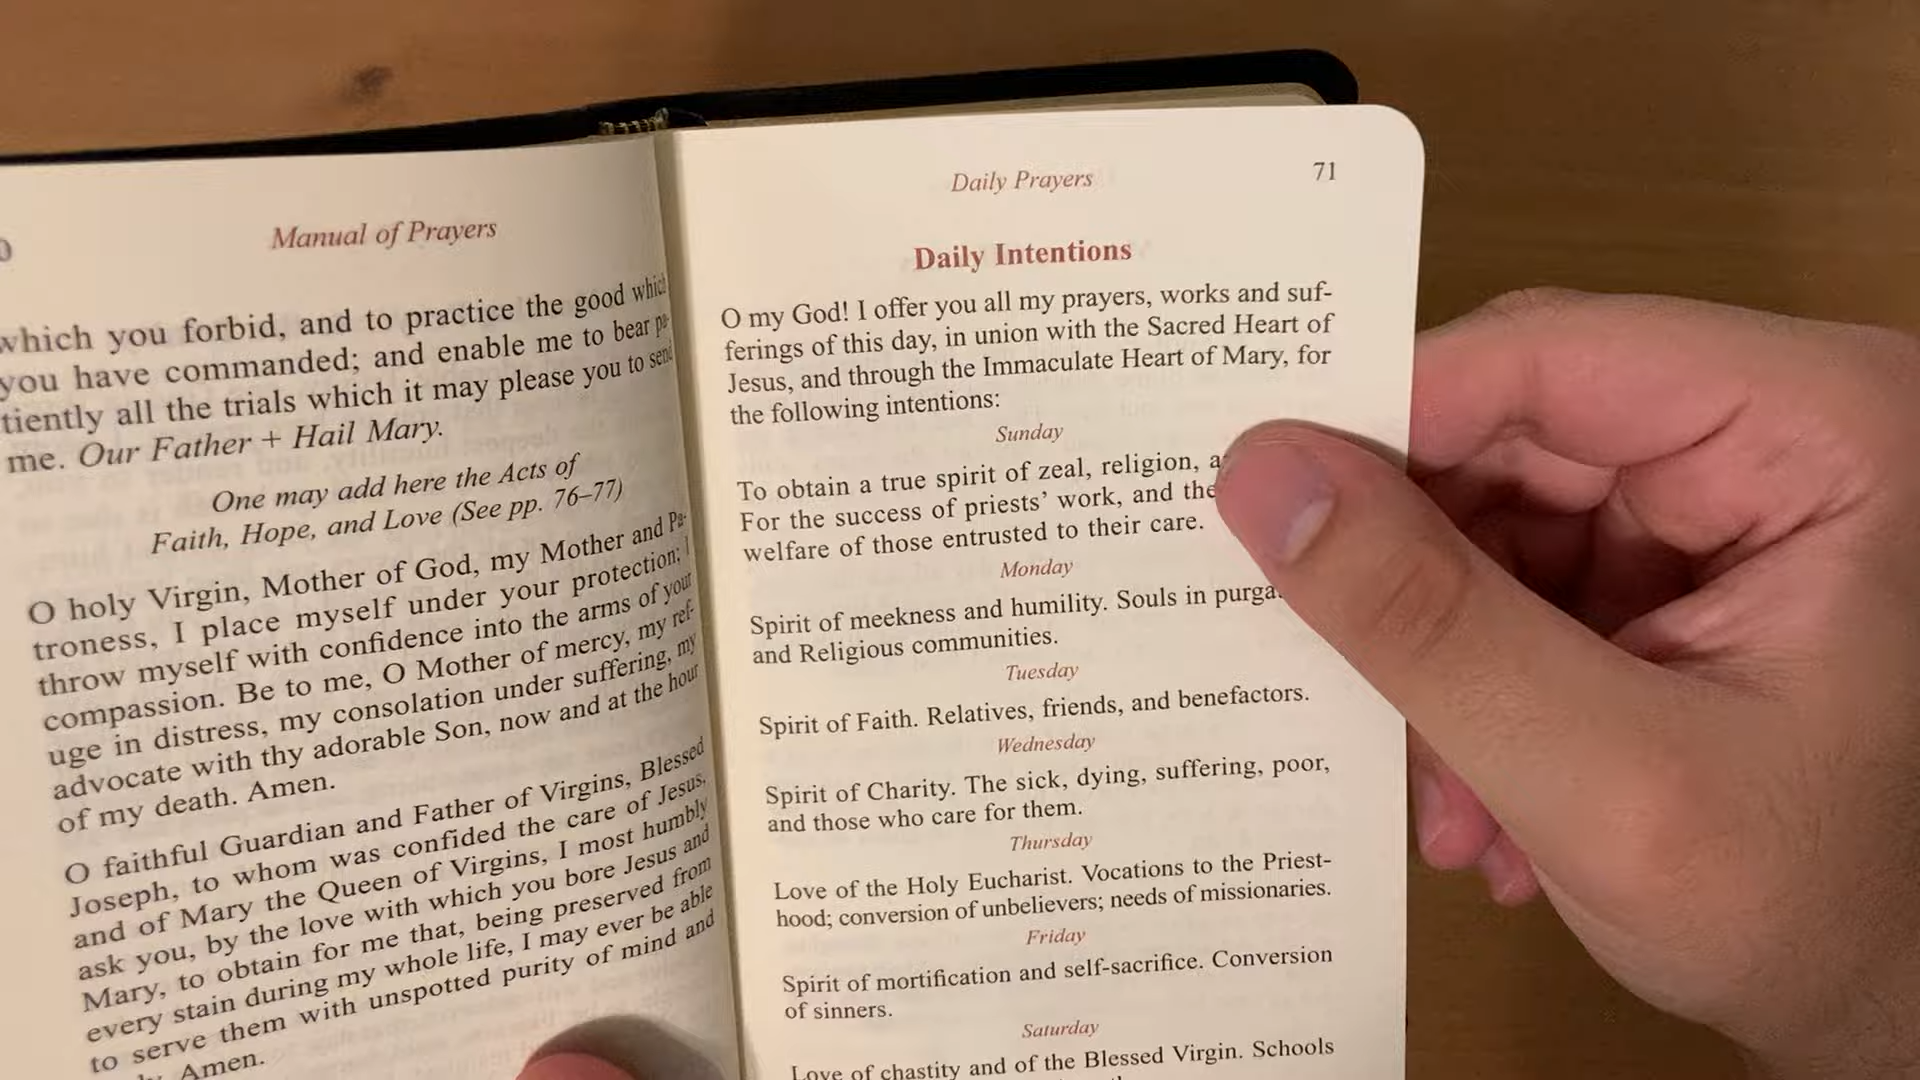 Manual of Prayers
which you forbid, and to practice the good which
you have commanded; and enable me to bear pa-
tiently all the trials which it may please you to send
me. Our Father + Hail Mary.
One may add here the Acts of
Faith, Hope, and Love (See pp. 76–77)
O holy Virgin, Mother of God, my Mother and Pa-
troness, I place myself under your protection; I
throw myself with confidence into the arms of your
compassion. Be to me, O Mother of mercy, my ref-
uge in distress, my consolation under suffering, my
advocate with thy adorable Son, now and at the hour
of my death. Amen.
O faithful Guardian and Father of Virgins, Blessed
Joseph, to whom was confided the care of Jesus,
and of Mary the Queen of Virgins, I most humbly
ask you, by the love with which you bore Jesus and
Mary, to obtain for me that, being preserved from
every stain during my whole life, I may ever be able
to serve them with unspotted purity of mind and
Amen.
Daily Prayers
71
Daily Intentions
O my God! I offer you all my prayers, works and suf-
ferings of this day, in union with the Sacred Heart of
Jesus, and through the Immaculate Heart of Mary, for
the following intentions:
Sunday
To obtain a true spirit of zeal, religion,
For the success of priests' work, and the
welfare of those entrusted to their care.
Monday
Spirit of meekness and humility. Souls in
and Religious communities.
Tuesday
Spirit of Faith. Relatives, friends, and benefactors.
Wednesday
Spirit of Charity. The sick, dying, suffering, poor,
and those who care for them.
Thursday
Love of the Holy Eucharist. Vocations to the Priest-
hood; conversion of unbelievers; needs of missionaries.
Friday
Spirit of mortification and self-sacrifice. Conversion
of sinners.
Saturday
Love of chastity and of the Blessed Virgin. Schools